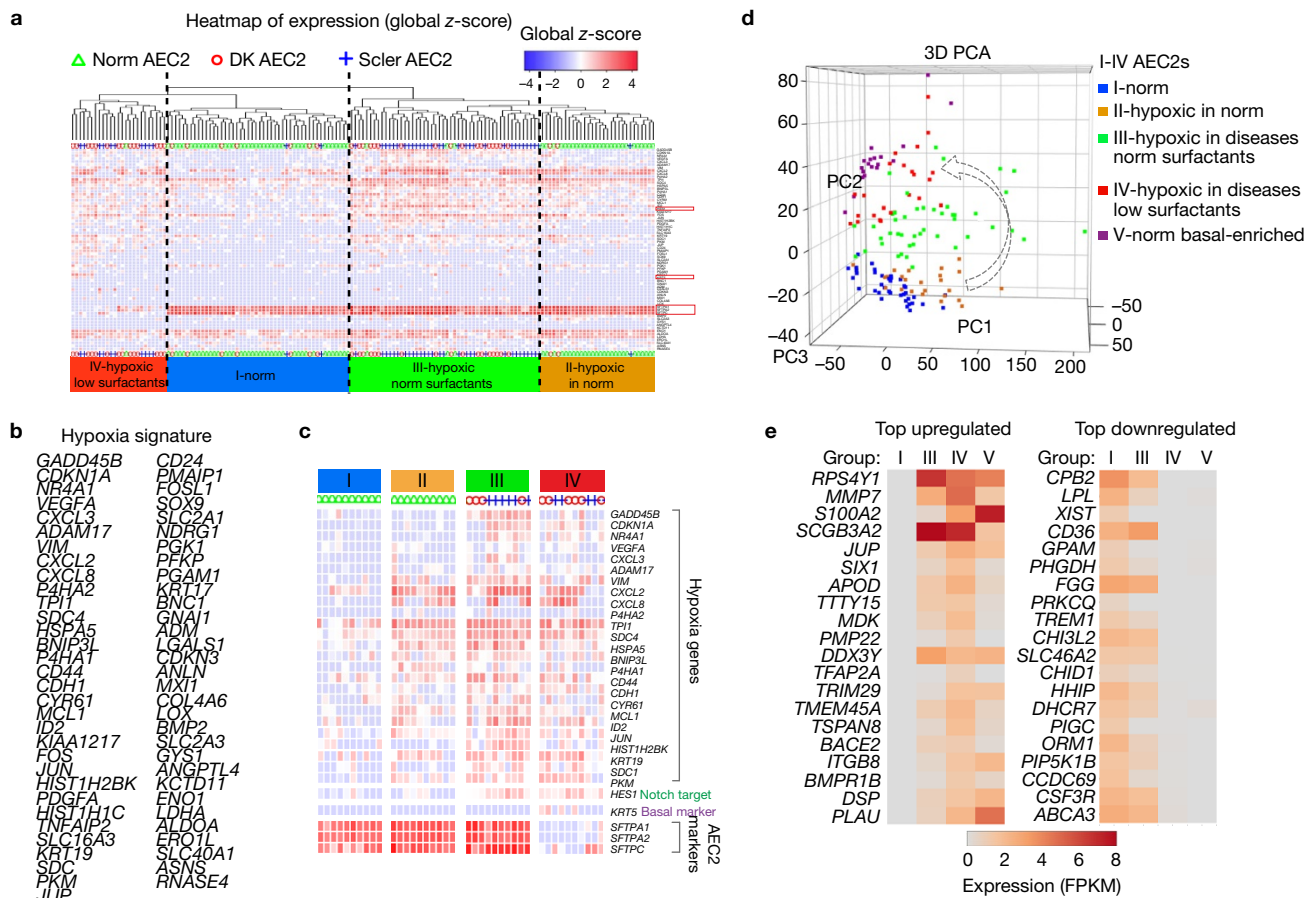 a
Heatmap of expression (global z-score)
Norm AEC2 DK AEC2 Scler AEC2
Global z-score
−4 −2 0 2 4
IV-hypoxic low surfactants
I-norm
III-hypoxic norm surfactants
II-hypoxic in norm
b
Hypoxia signature
GADD45B CD24
CDKN1A PMAIP1
NR4A1 FOSL1
VEGFA SOX9
CXCL3 SLC2A1
ADAM17 NDRG1
VIM PGK1
CXCL2 PFKP
CXCL8 PGAM1
P4HA2 KRT17
TPI1 BNC1
SDC4 GNAI1
HSPA5 ADM
BNIP3L LGALS1
P4HA1 CDKN3
CD44 ANLN
CDH1 MXI1
CYR61 COL4A6
MCL1 LOX
ID2 BMP2
KIAA1217 SLC2A3
FOS GYS1
JUN ANGPTL4
HIST1H2BK KCTD11
PDGFA ENO1
HIST1H1C LDHA
TNFAIP2 ALDOA
SLC16A3 ERO1L
KRT19 SLC40A1
SDC ASNS
PKM RNASE4
JUP
c
I II III IV
GADD45B
CDKN1A
NR4A1
VEGFA
CXCL3
ADAM17
VIM
CXCL2
CXCL8
P4HA2
TPI1
SDC4
HSPA5
BNIP3L
P4HA1
CD44
CDH1
CYR61
MCL1
ID2
JUN
HIST1H2BK
KRT19
SDC1
PKM
HES1 Notch target
KRT5 Basal marker
SFTPA1
SFTPA2
SFTPC
Hypoxia genes
AEC2 markers
d
3D PCA
80
60
40
20
0
−20
−40
PC2
PC1
PC3
−50 0 50 100 150 200
−50
0
50
I-IV AEC2s
I-norm
II-hypoxic in norm
III-hypoxic in diseases
norm surfactants
IV-hypoxic in diseases
low surfactants
V-norm basal-enriched
e
Top upregulated
Group: I III IV V
RPS4Y1
MMP7
S100A2
SCGB3A2
JUP
SIX1
APOD
TTTY15
MDK
PMP22
DDX3Y
TFAP2A
TRIM29
TMEM45A
TSPAN8
BACE2
ITGB8
BMPR1B
DSP
PLAU
Top downregulated
Group: I III IV V
CPB2
LPL
XIST
CD36
GPAM
PHGDH
FGG
PRKCQ
TREM1
CHI3L2
SLC46A2
CHID1
HHIP
DHCR7
PIGC
ORM1
PIP5K1B
CCDC69
CSF3R
ABCA3
0 2 4 6 8
Expression (FPKM)